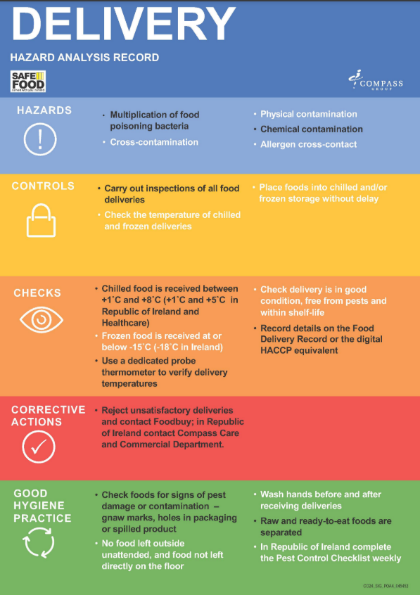 DELIVERY
HAZARD ANALYSIS RECORD
SAFE
FOOD
COMPASS
GROUP
HAZARDS
• Multiplication of food
poisoning bacteria
• Cross-contamination
• Physical contamination
• Chemical contamination
• Allergen cross-contact
CONTROLS
• Carry out inspections of all food
deliveries
• Check the temperature of chilled
and frozen deliveries
• Place foods into chilled and/or
frozen storage without delay
CHECKS
• Chilled food is received between
+1˚C and +8˚C (+1˚C and +5˚C in
Republic of Ireland and
Healthcare)
• Frozen food is received at or
below -15˚C (-18˚C in Ireland)
• Use a dedicated probe
thermometer to verify delivery
temperatures
• Check delivery is in good
condition, free from pests and
within shelf-life
• Record details on the Food
Delivery Record or the digital
HACCP equivalent
CORRECTIVE
ACTIONS
• Reject unsatisfactory deliveries
and contact Foodbuy; in Republic
of Ireland contact Compass Care
and Commercial Department.
GOOD
HYGIENE
PRACTICE
• Check foods for signs of pest
damage or contamination –
gnaw marks, holes in packaging
or spilled product
• No food left outside
unattended, and food not left
directly on the floor
• Wash hands before and after
receiving deliveries
• Raw and ready-to-eat foods are
separated
• In Republic of Ireland complete
the Pest Control Checklist weekly